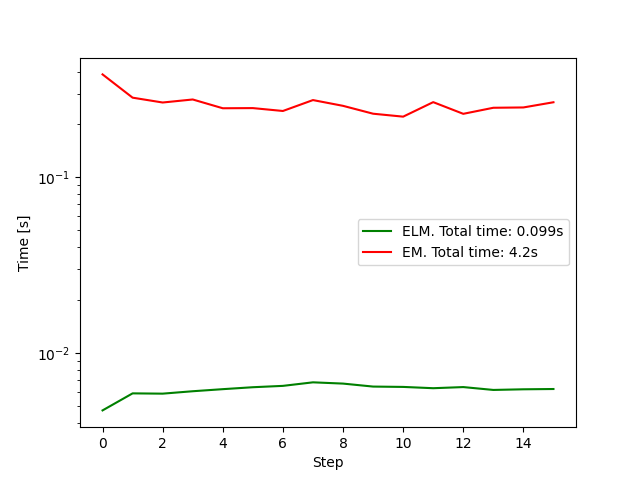 10⁻¹
10⁻²
Time [s]
ELM. Total time: 0.099s
EM. Total time: 4.2s
0 2 4 6 8 10 12 14
Step